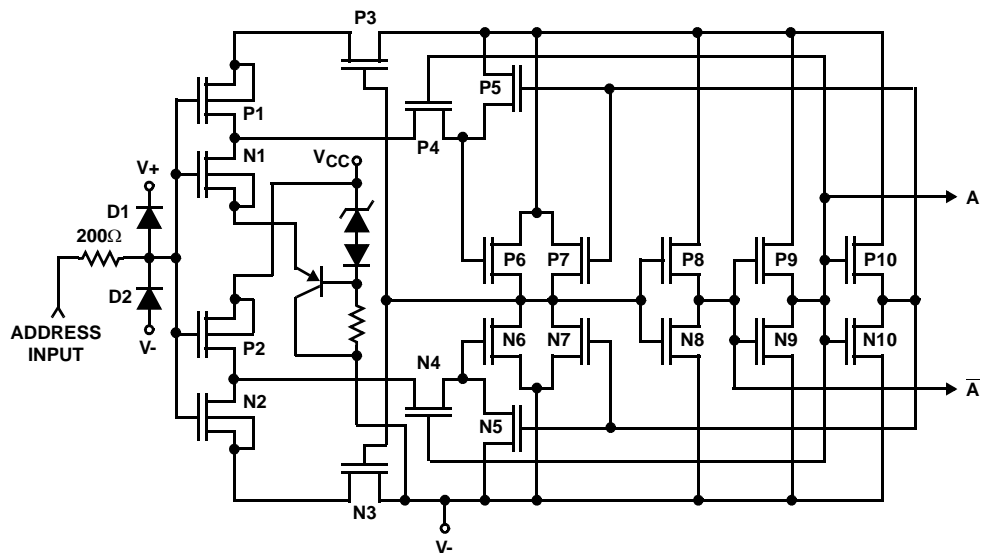 P3
P5
P1
P4
N1
V+
VCC
A
D1
200Ω
P6
P7
P8
P9
P10
D2
ADDRESS
INPUT
V-
P2
N6
N7
N8
N9
N10
N4
A̅
N2
N5
N3
V-